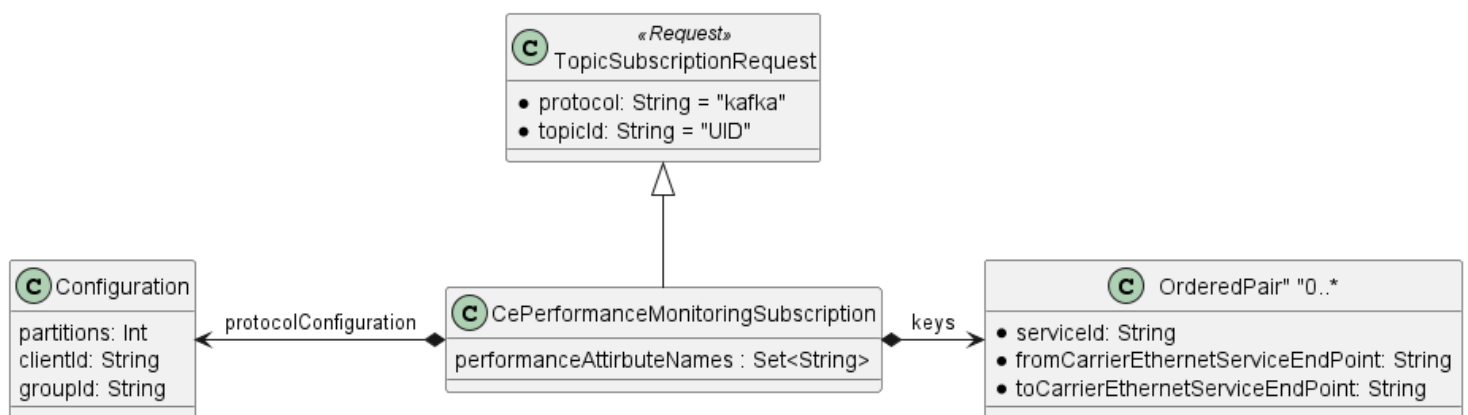 «Request»
C TopicSubscriptionRequest
protocol: String = "kafka"
topicId: String = "UID"
C Configuration
partitions: Int
clientId: String
groupId: String
protocolConfiguration
C CePerformanceMonitoringSubscription
performanceAttirbuteNames : Set<String>
keys
C OrderedPair" "0..*
serviceId: String
fromCarrierEthernetServiceEndPoint: String
toCarrierEthernetServiceEndPoint: String